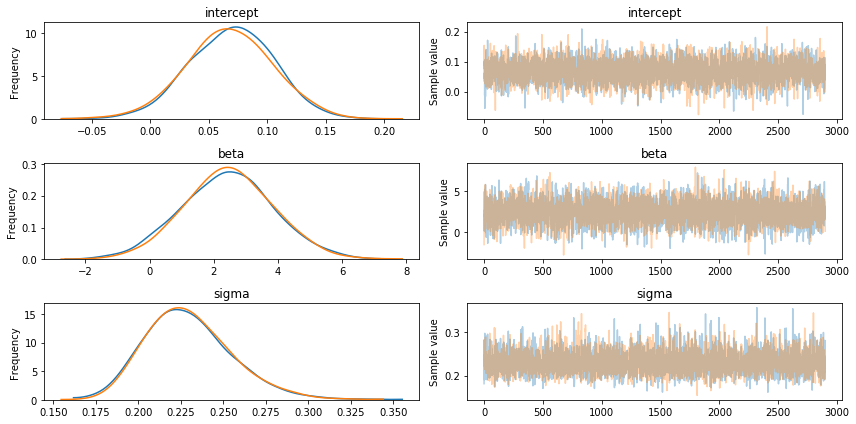 intercept
Frequency
10
5
0
−0.05 0.00 0.05 0.10 0.15 0.20
intercept
Sample value
0.2
0.1
0.0
0 500 1000 1500 2000 2500 3000
beta
Frequency
0.3
0.2
0.1
0.0
−2 0 2 4 6 8
beta
Sample value
5
0
0 500 1000 1500 2000 2500 3000
sigma
Frequency
15
10
5
0
0.150 0.175 0.200 0.225 0.250 0.275 0.300 0.325 0.350
sigma
Sample value
0.3
0.2
0 500 1000 1500 2000 2500 3000